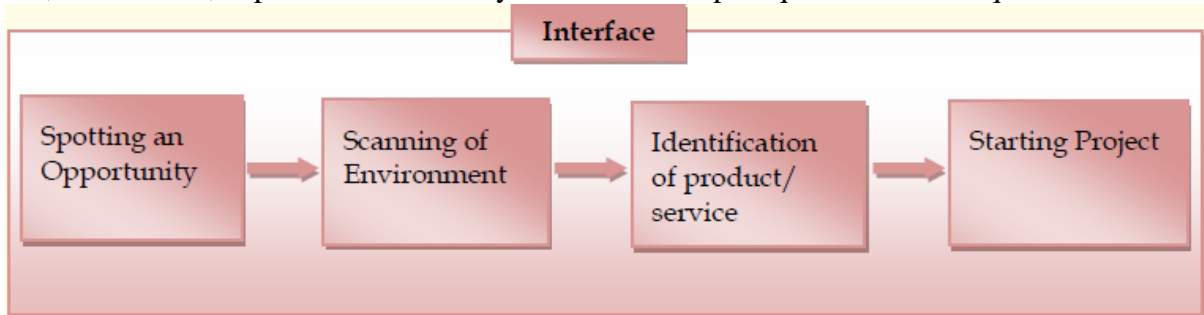 Interface
Spotting an
Opportunity
Scanning of
Environment
Identification
of product/
service
Starting Project